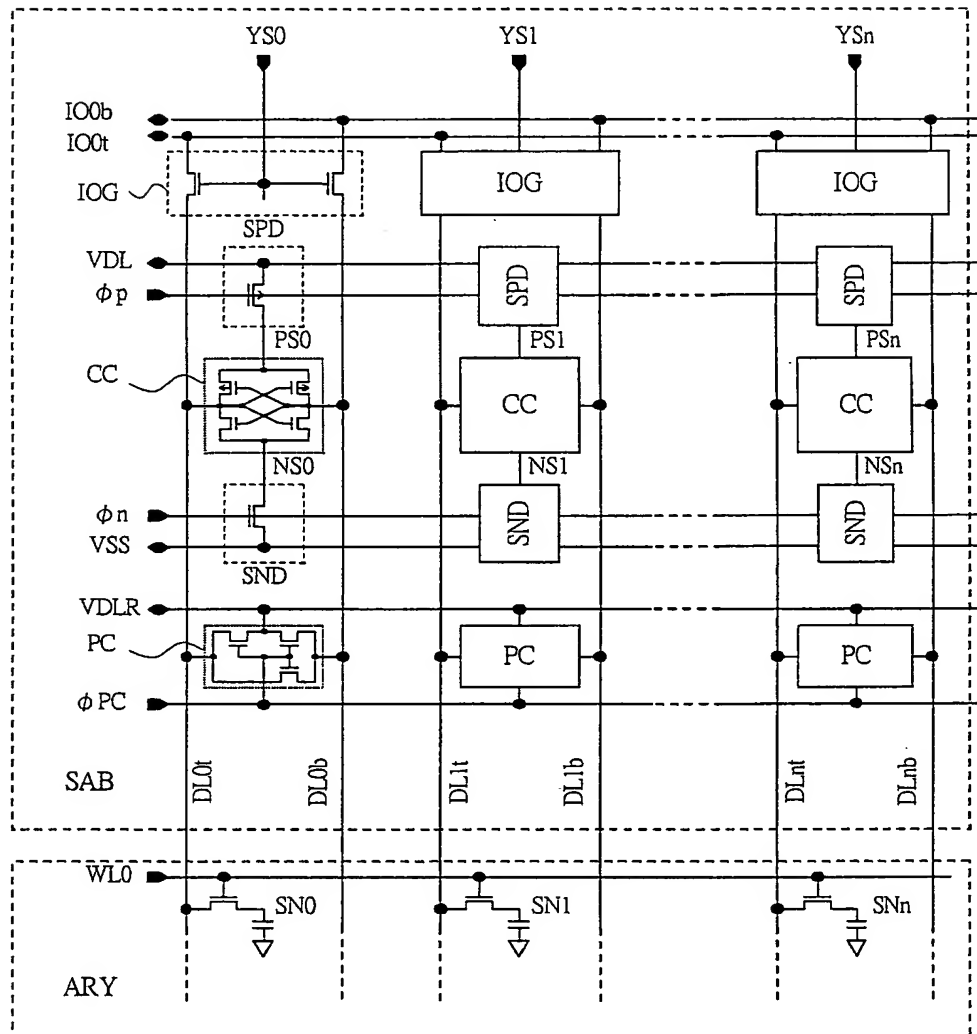 YS0 YS1 YSn
IO0b
IO0t
IOG IOG IOG
SPD
VDL SPD SPD
ϕp
PS0 PS1 PSn
CC CC CC
NS0 NS1 NSn
ϕn SND SND
VSS
SND
VDLR
PC PC PC
ϕPC
SAB DL0t DL0b DL1t DL1b DLnt DLnb
WL0
SN0 SN1 SNn
ARY